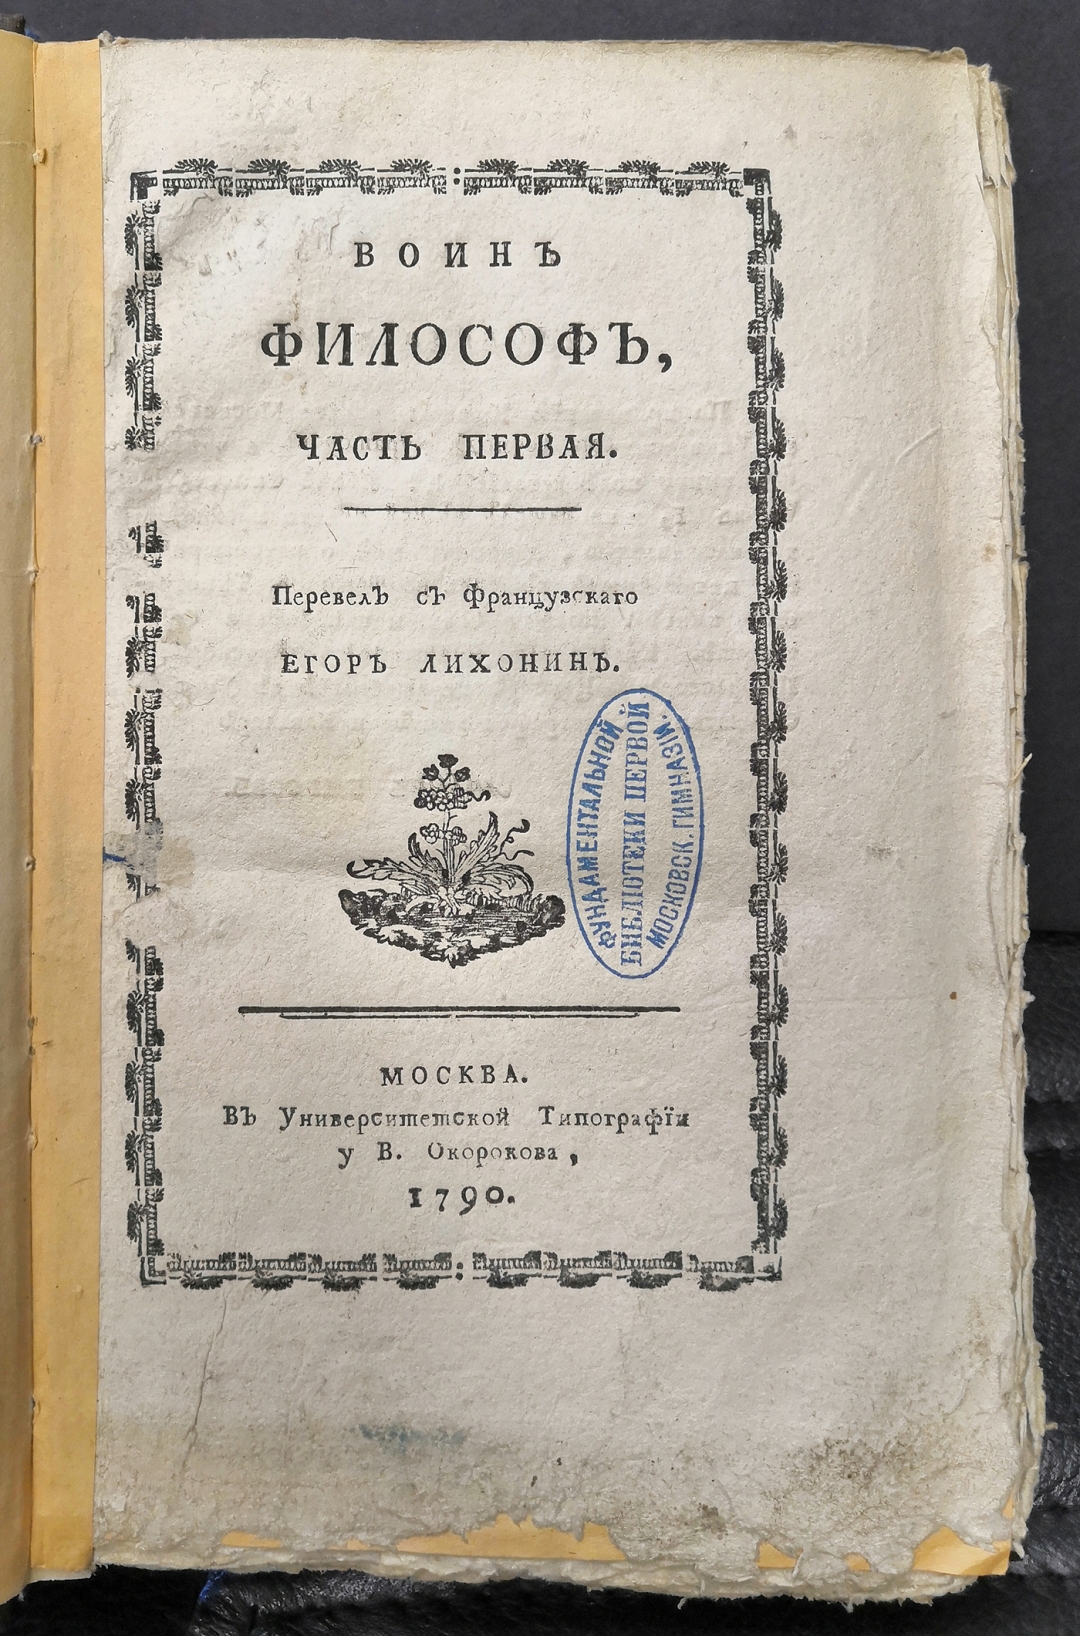 ВОИНЪ
ФИЛОСОФЪ,
ЧАСТЬ ПЕРВАЯ.
Перевелъ съ Французскаго
ЕГОРЪ ЛИХОНИНЪ.
ФУНДАМЕНТАЛЬНОЙ
БИБЛІОТЕКИ ПЕРВОЙ
МОСКОВСК. ГИМНАЗІИ.
МОСКВА.
Въ Университетской Типографїи
у В. Окорокова,
1790.